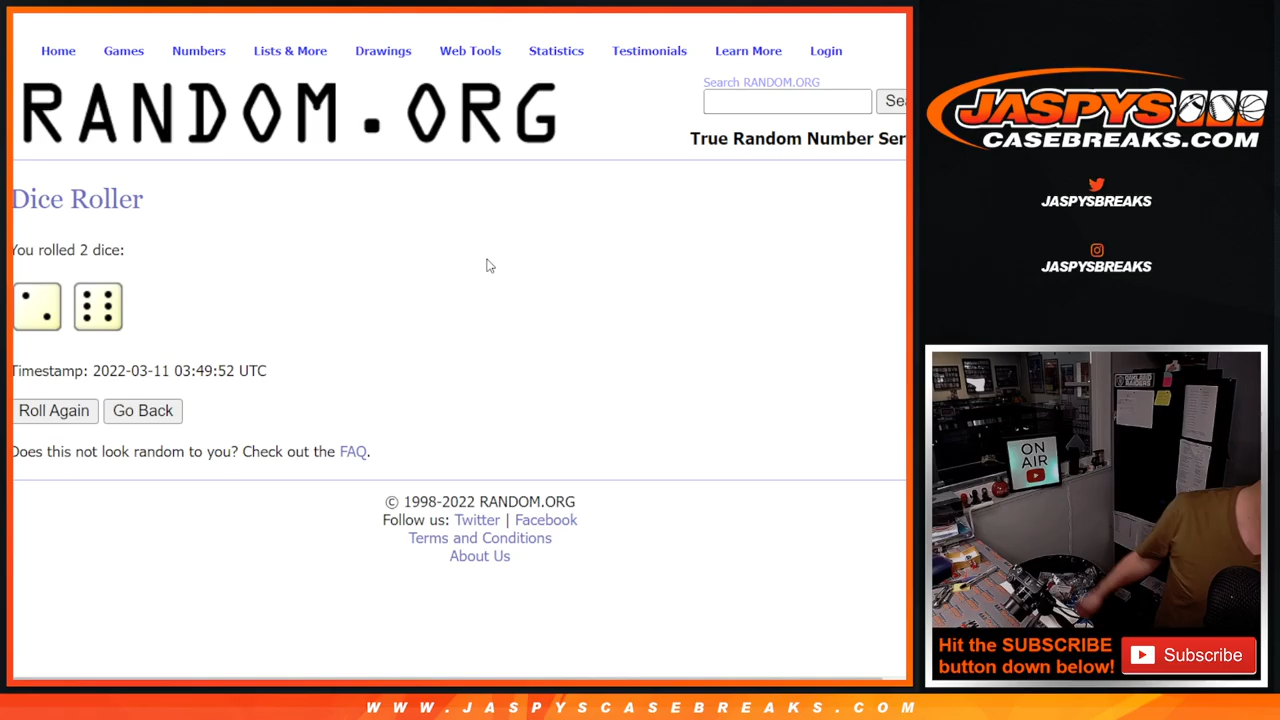 Home Games Numbers Lists & More Drawings Web Tools Statistics Testimonials Learn More Login
RANDOM.ORG
Search RANDOM.ORG
Sea
True Random Number Ser
Dice Roller
You rolled 2 dice:
Timestamp: 2022-03-11 03:49:52 UTC
Roll Again Go Back
Does this not look random to you? Check out the FAQ.
© 1998-2022 RANDOM.ORG
Follow us: Twitter | Facebook
Terms and Conditions
About Us
JASPYS
CASEBREAKS.COM
JASPYSBREAKS
JASPYSBREAKS
OAKLAND
RAIDERS
ON
AIR
Hit the SUBSCRIBE
button down below!
Subscribe
WWW.JASPYSCASEBREAKS.COM